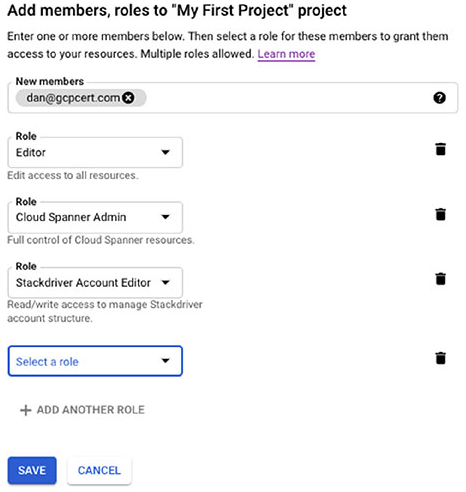 Add members, roles to "My First Project" project
Enter one or more members below. Then select a role for these members to grant them
access to your resources. Multiple roles allowed. Learn more
New members
dan@gcpcert.com
Role
Editor
Edit access to all resources.
Role
Cloud Spanner Admin
Full control of Cloud Spanner resources.
Role
Stackdriver Account Editor
Read/write access to manage Stackdriver
account structure.
Select a role
ADD ANOTHER ROLE
SAVE CANCEL